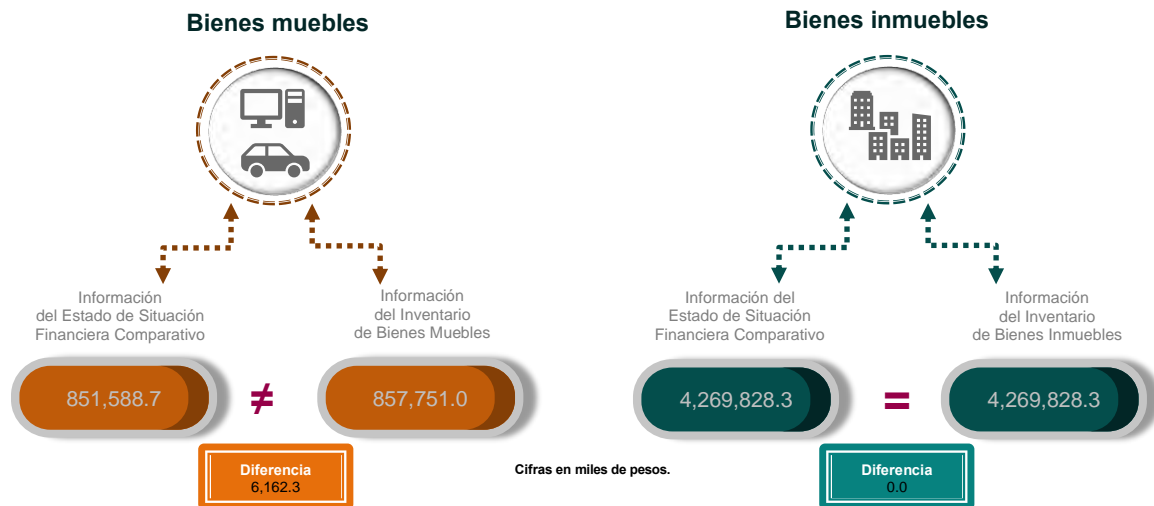 Bienes muebles
Información
del Estado de Situación
Financiera Comparativo
Información
del Inventario
de Bienes Muebles
851,588.7
≠
857,751.0
Diferencia
6,162.3
Bienes inmuebles
Información del
Estado de Situación
Financiera Comparativo
Información
del Inventario
de Bienes Inmuebles
4,269,828.3
=
4,269,828.3
Diferencia
0.0
Cifras en miles de pesos.